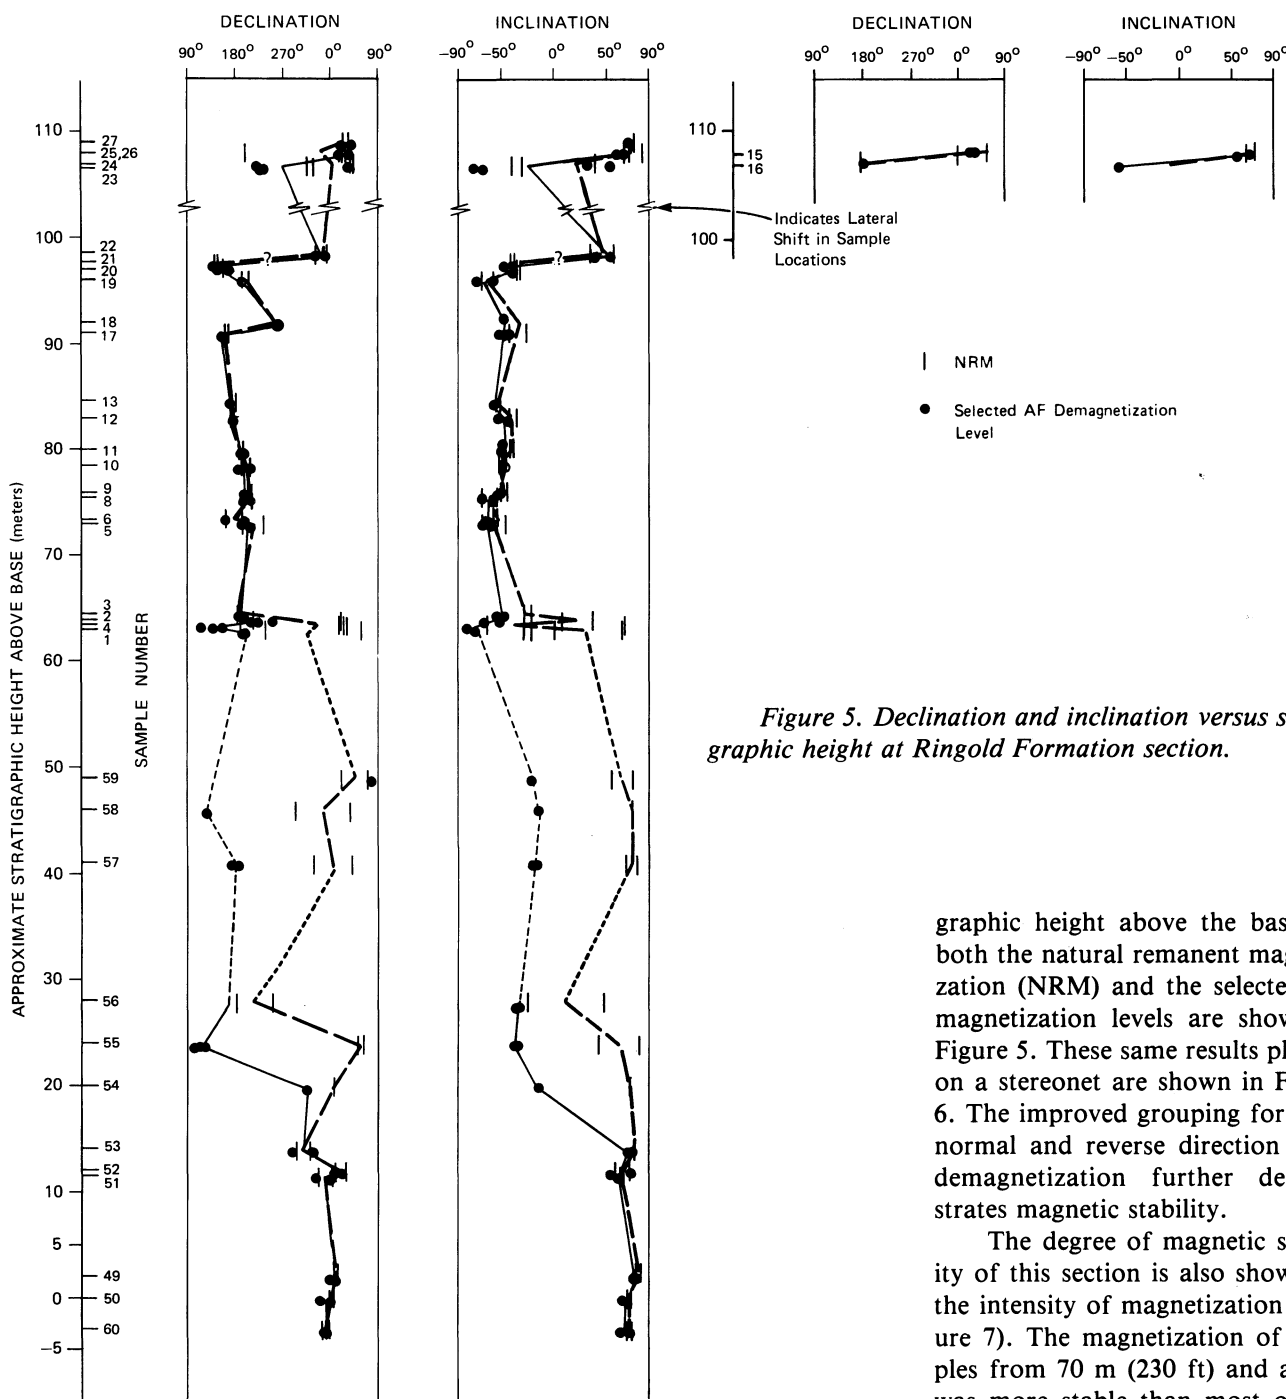 DECLINATION
90° 180° 270° 0° 90°
INCLINATION
−90° −50° 0° 50° 90°
DECLINATION
90° 180° 270° 0° 90°
INCLINATION
−90° −50° 0° 50° 90°
APPROXIMATE STRATIGRAPHIC HEIGHT ABOVE BASE (meters)
110
100
90
80
70
60
50
40
30
20
10
5
0
−5
SAMPLE NUMBER
27
25,26
24
23
22
21
20
19
18
17
13
12
11
10
9
8
6
5
3
2
4
1
59
58
57
56
55
54
53
52
51
49
50
60
?
?
110
100
15
16
Indicates Lateral
Shift in Sample
Locations
NRM
Selected AF Demagnetization
Level
Figure 5. Declination and inclination versus s
graphic height at Ringold Formation section.
graphic height above the bas
both the natural remanent mag
zation (NRM) and the selecte
magnetization levels are show
Figure 5. These same results pl
on a stereonet are shown in F
6. The improved grouping for
normal and reverse direction
demagnetization further de
strates magnetic stability.
The degree of magnetic s
ity of this section is also show
the intensity of magnetization
ure 7). The magnetization of
ples from 70 m (230 ft) and a
was more stable than most o